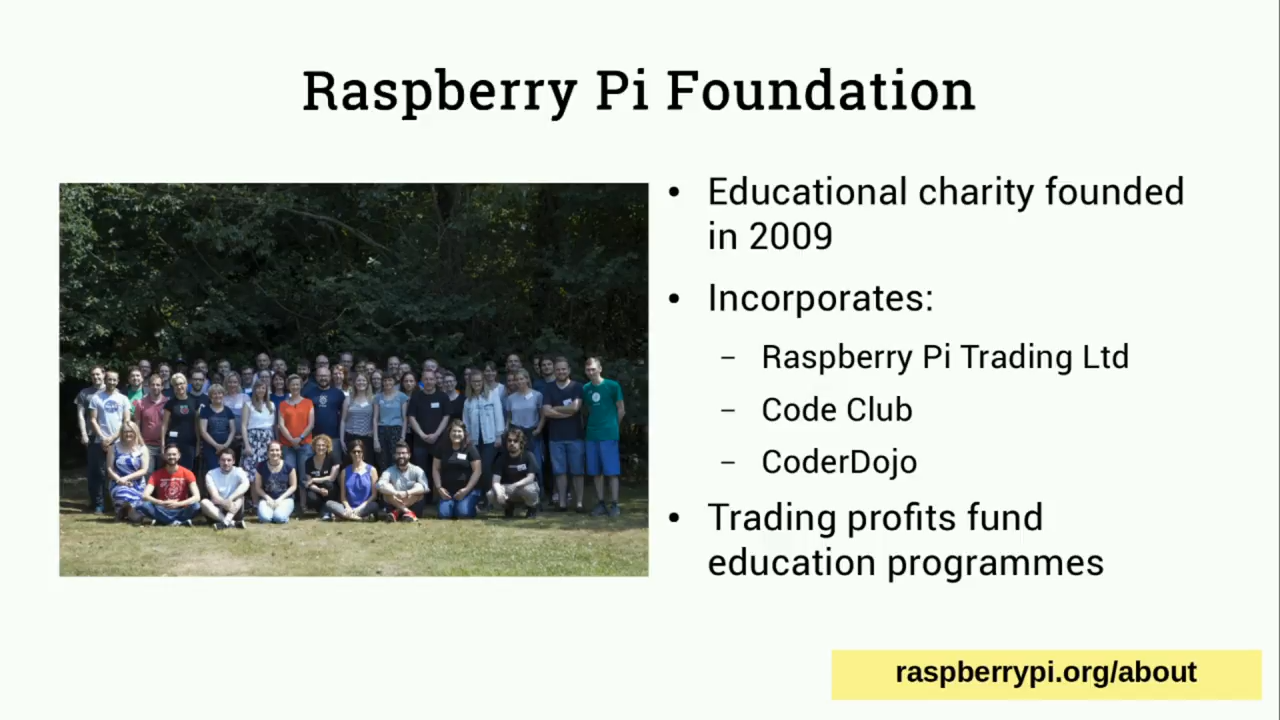 Raspberry Pi Foundation
• Educational charity founded
in 2009
• Incorporates:
– Raspberry Pi Trading Ltd
– Code Club
– CoderDojo
• Trading profits fund
education programmes
raspberrypi.org/about